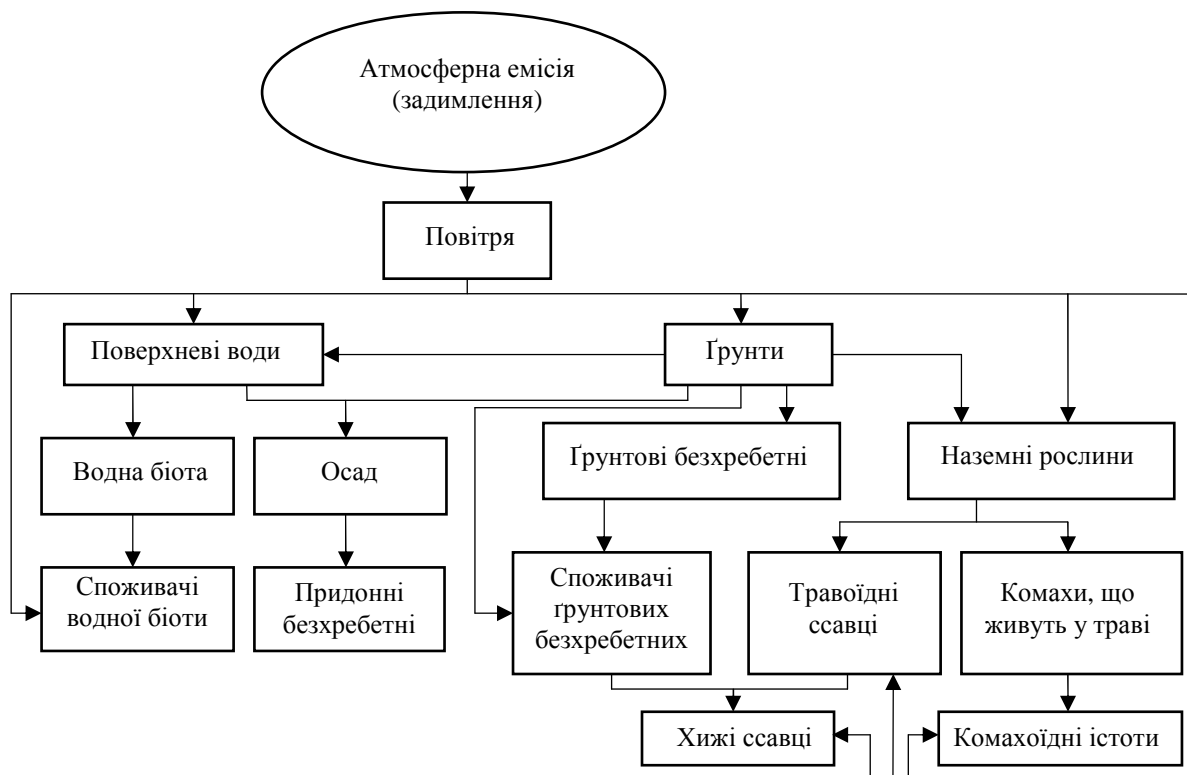 Атмосферна емісія
(задимлення)
Повітря
Поверхневі води
Ґрунти
Водна біота
Осад
Ґрунтові безхребетні
Наземні рослини
Споживачі
водної біоти
Придонні
безхребетні
Споживачі
ґрунтових
безхребетних
Травоїдні
ссавці
Комахи, що
живуть у траві
Хижі ссавці
Комахоїдні істоти